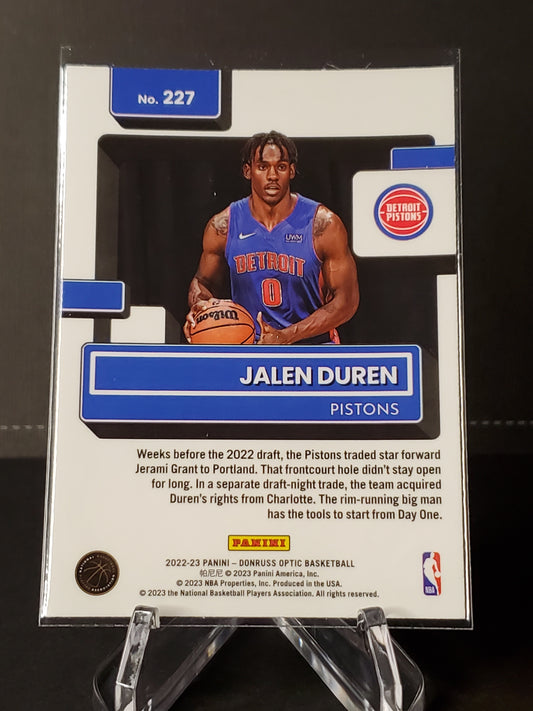 No. 227
DETROIT
PISTONS
UWM
DETROIT
0
Wilson
JALEN DUREN
PISTONS
Weeks before the 2022 draft, the Pistons traded star forward
Jerami Grant to Portland. That frontcourt hole didn't stay open
for long. In a separate draft-night trade, the team acquired
Duren's rights from Charlotte. The rim-running big man
has the tools to start from Day One.
PANINI
2022-23 PANINI – DONRUSS OPTIC BASKETBALL
帕尼尼 © 2023 Panini America, Inc.
© 2023 NBA Properties, Inc. Produced in the USA.
© 2023 the National Basketball Players Association. All rights reserved.
NBA